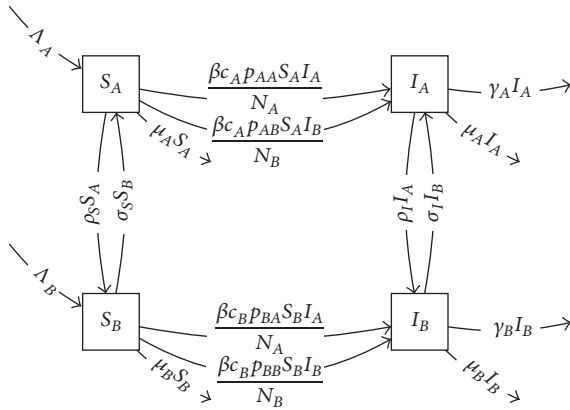 Λ_A
S_A
βc_A p_AA S_A I_A / N_A
I_A
γ_A I_A
βc_A p_AB S_A I_B / N_B
μ_A S_A
μ_A I_A
ρ_S S_A
σ_S S_B
ρ_I I_A
σ_I I_B
Λ_B
S_B
βc_B p_BA S_B I_A / N_A
I_B
γ_B I_B
βc_B p_BB S_B I_B / N_B
μ_B S_B
μ_B I_B